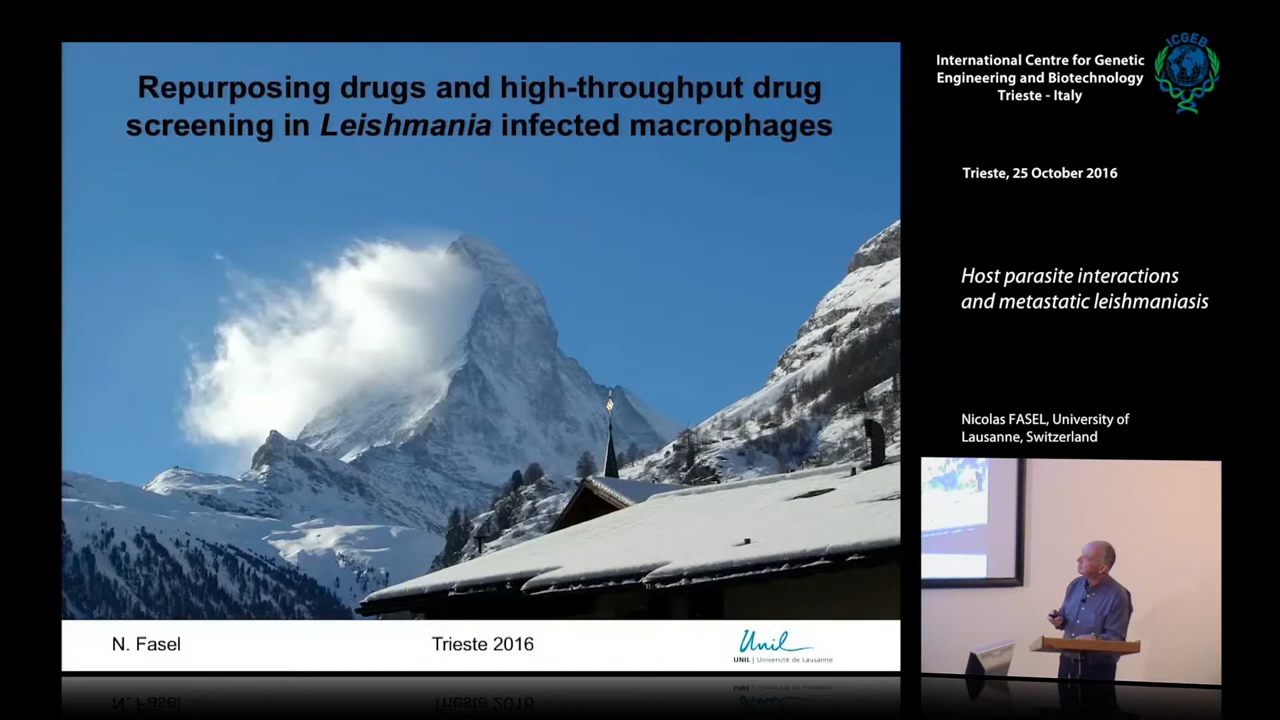 Repurposing drugs and high-throughput drug
screening in Leishmania infected macrophages
N. Fasel
Trieste 2016
Unil
UNIL | Université de Lausanne
International Centre for Genetic
Engineering and Biotechnology
Trieste - Italy
ICGEB
Trieste, 25 October 2016
Host parasite interactions
and metastatic leishmaniasis
Nicolas FASEL, University of
Lausanne, Switzerland